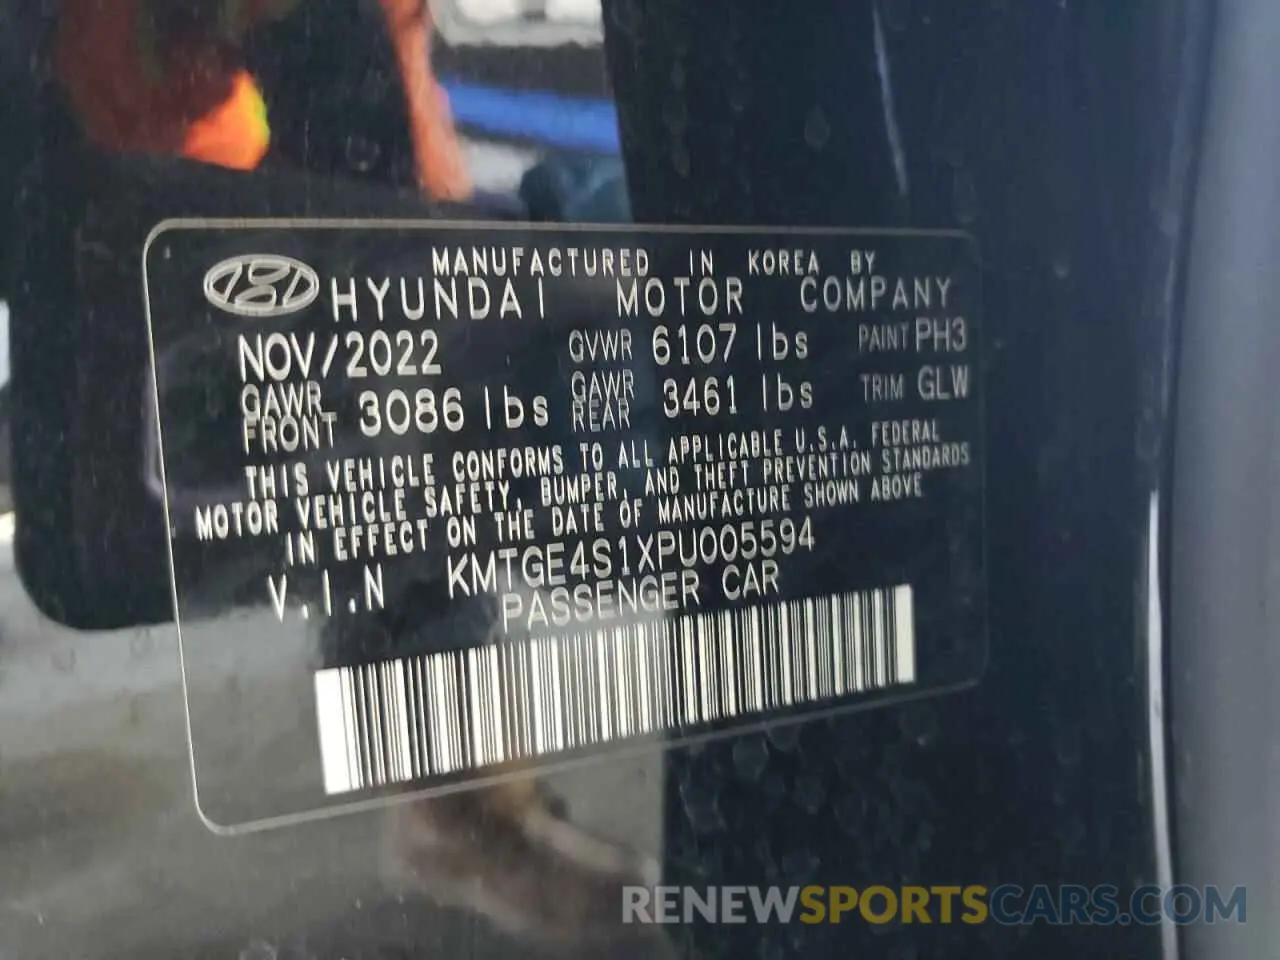 MANUFACTURED IN KOREA BY
HYUNDAI MOTOR COMPANY
NOV/2022 GVWR 6107 lbs PAINT PH3
GAWR FRONT 3086 lbs GAWR REAR 3461 lbs TRIM GLW
THIS VEHICLE CONFORMS TO ALL APPLICABLE U.S.A. FEDERAL
MOTOR VEHICLE SAFETY, BUMPER, AND THEFT PREVENTION STANDARDS
IN EFFECT ON THE DATE OF MANUFACTURE SHOWN ABOVE
V.I.N KMTGE4S1XPU005594
PASSENGER CAR
RENEWSPORTSCARS.COM